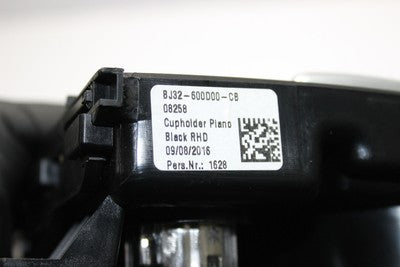 BJ32-600D00-CB
08258
Cupholder Piano
Black RHD
09/08/2016
Pers.Nr.: 1628